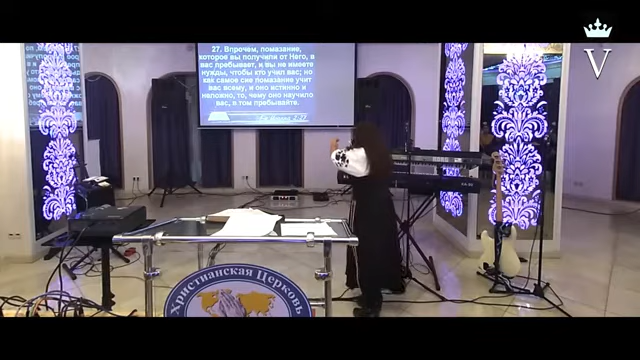 27. Впрочем, помазание,
которое вы получили от Него, в
вас пребывает, и вы не имеете
нужды, чтобы кто учил вас; но
как самое сие помазание учит
вас всему, и оно истинно и
неложно, то, чему оно научило
вас, в том пребывайте.
V
Христианская Церковь